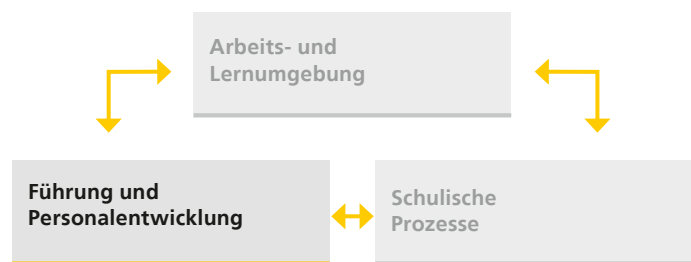 Arbeits- und
Lernumgebung
Führung und
Personalentwicklung
Schulische
Prozesse